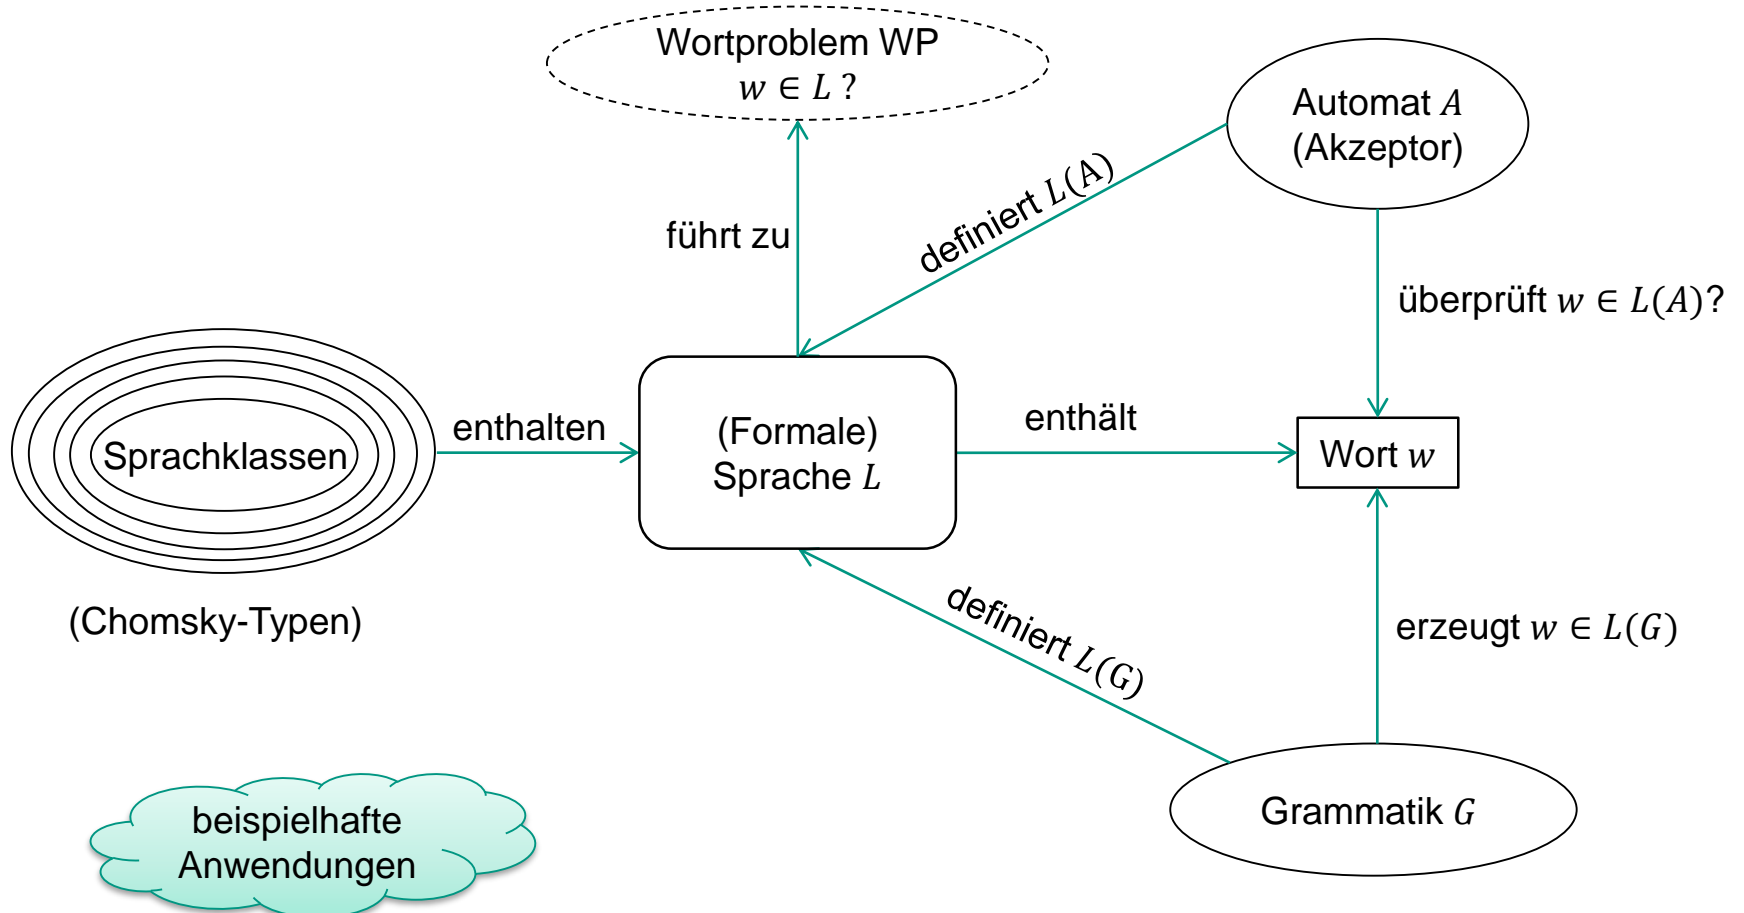 Wortproblem WP
w ∈ L ?
Automat A
(Akzeptor)
definiert L(A)
führt zu
überprüft w ∈ L(A)?
Sprachklassen
enthalten
(Formale)
Sprache L
enthält
Wort w
(Chomsky-Typen)
definiert L(G)
erzeugt w ∈ L(G)
beispielhafte
Anwendungen
Grammatik G